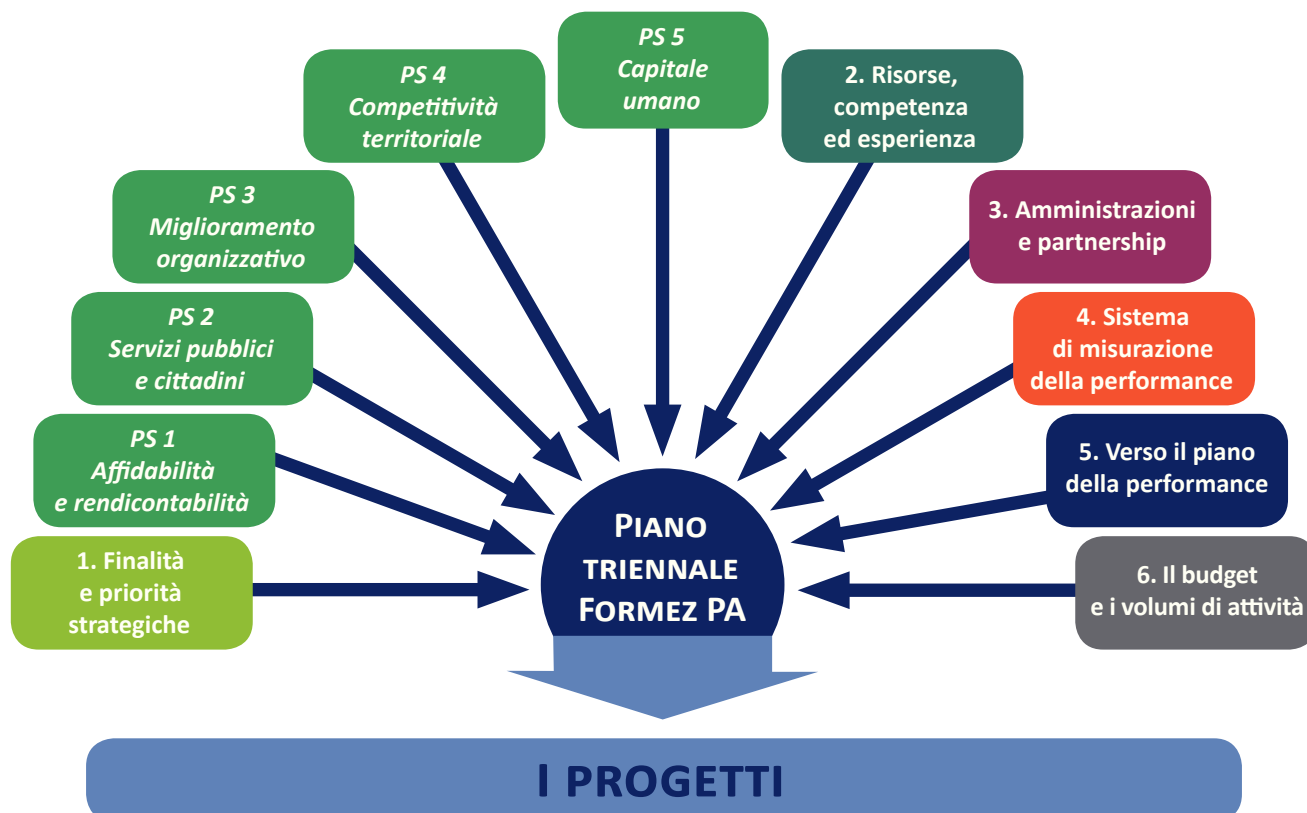 PS 5
Capitale
umano
PS 4
Competitività
territoriale
2. Risorse,
competenza
ed esperienza
PS 3
Miglioramento
organizzativo
3. Amministrazioni
e partnership
PS 2
Servizi pubblici
e cittadini
4. Sistema
di misurazione
della performance
PS 1
Affidabilità
e rendicontabilità
5. Verso il piano
della performance
1. Finalità
e priorità
strategiche
6. Il budget
e i volumi di attività
PIANO
TRIENNALE
FORMEZ PA
I PROGETTI